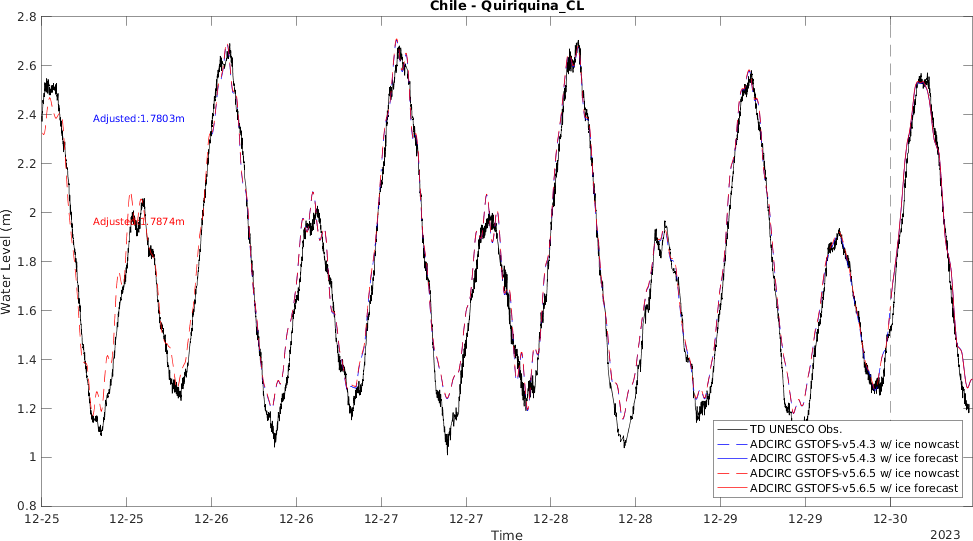 Chile - Quiriquina_CL
2.8
2.6
2.4
2.2
2
1.8
1.6
1.4
1.2
1
0.8
Water Level (m)
Adjusted:1.7803m
Adjusted:1.7874m
TD UNESCO Obs.
ADCIRC GSTOFS-v5.4.3 w/ ice nowcast
ADCIRC GSTOFS-v5.4.3 w/ ice forecast
ADCIRC GSTOFS-v5.6.5 w/ ice nowcast
ADCIRC GSTOFS-v5.6.5 w/ ice forecast
12-25 12-25 12-26 12-26 12-27 12-27 12-28 12-28 12-29 12-29 12-30
Time
2023